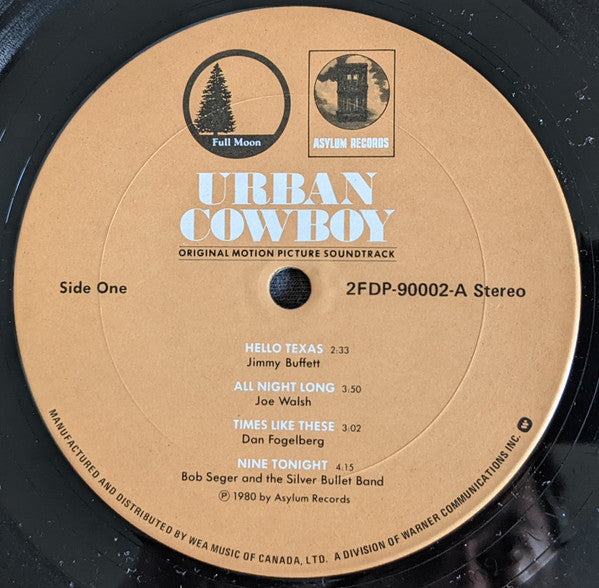 Full Moon
ASYLUM RECORDS
URBAN
COWBOY
ORIGINAL MOTION PICTURE SOUNDTRACK
Side One
2FDP-90002-A Stereo
HELLO TEXAS 2:33
Jimmy Buffett
ALL NIGHT LONG 3:50
Joe Walsh
TIMES LIKE THESE 3:02
Dan Fogelberg
NINE TONIGHT 4.15
Bob Seger and the Silver Bullet Band
Ⓟ 1980 by Asylum Records
MANUFACTURED AND DISTRIBUTED BY WEA MUSIC OF CANADA, LTD. A DIVISION OF WARNER COMMUNICATIONS INC.